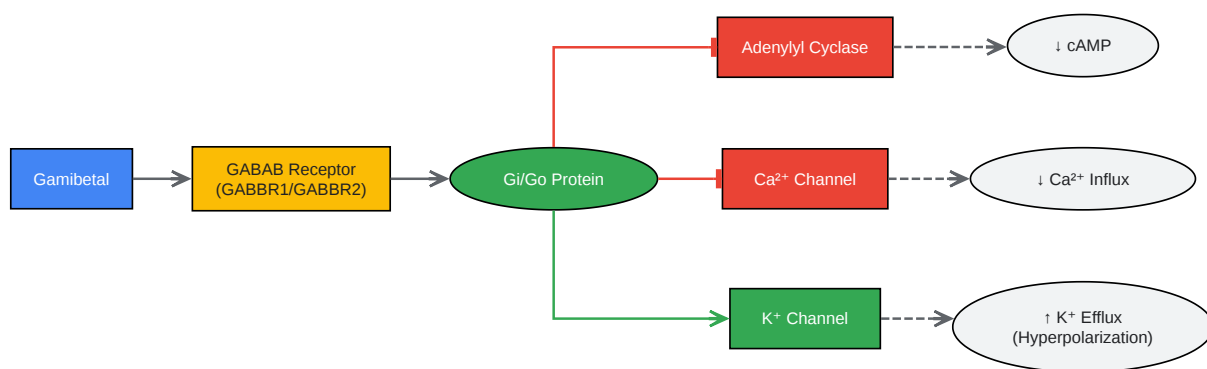 Adenylyl Cyclase
↓ cAMP
Gamibetal
GABAB Receptor
(GABBR1/GABBR2)
Gi/Go Protein
Ca²⁺ Channel
↓ Ca²⁺ Influx
K⁺ Channel
↑ K⁺ Efflux
(Hyperpolarization)